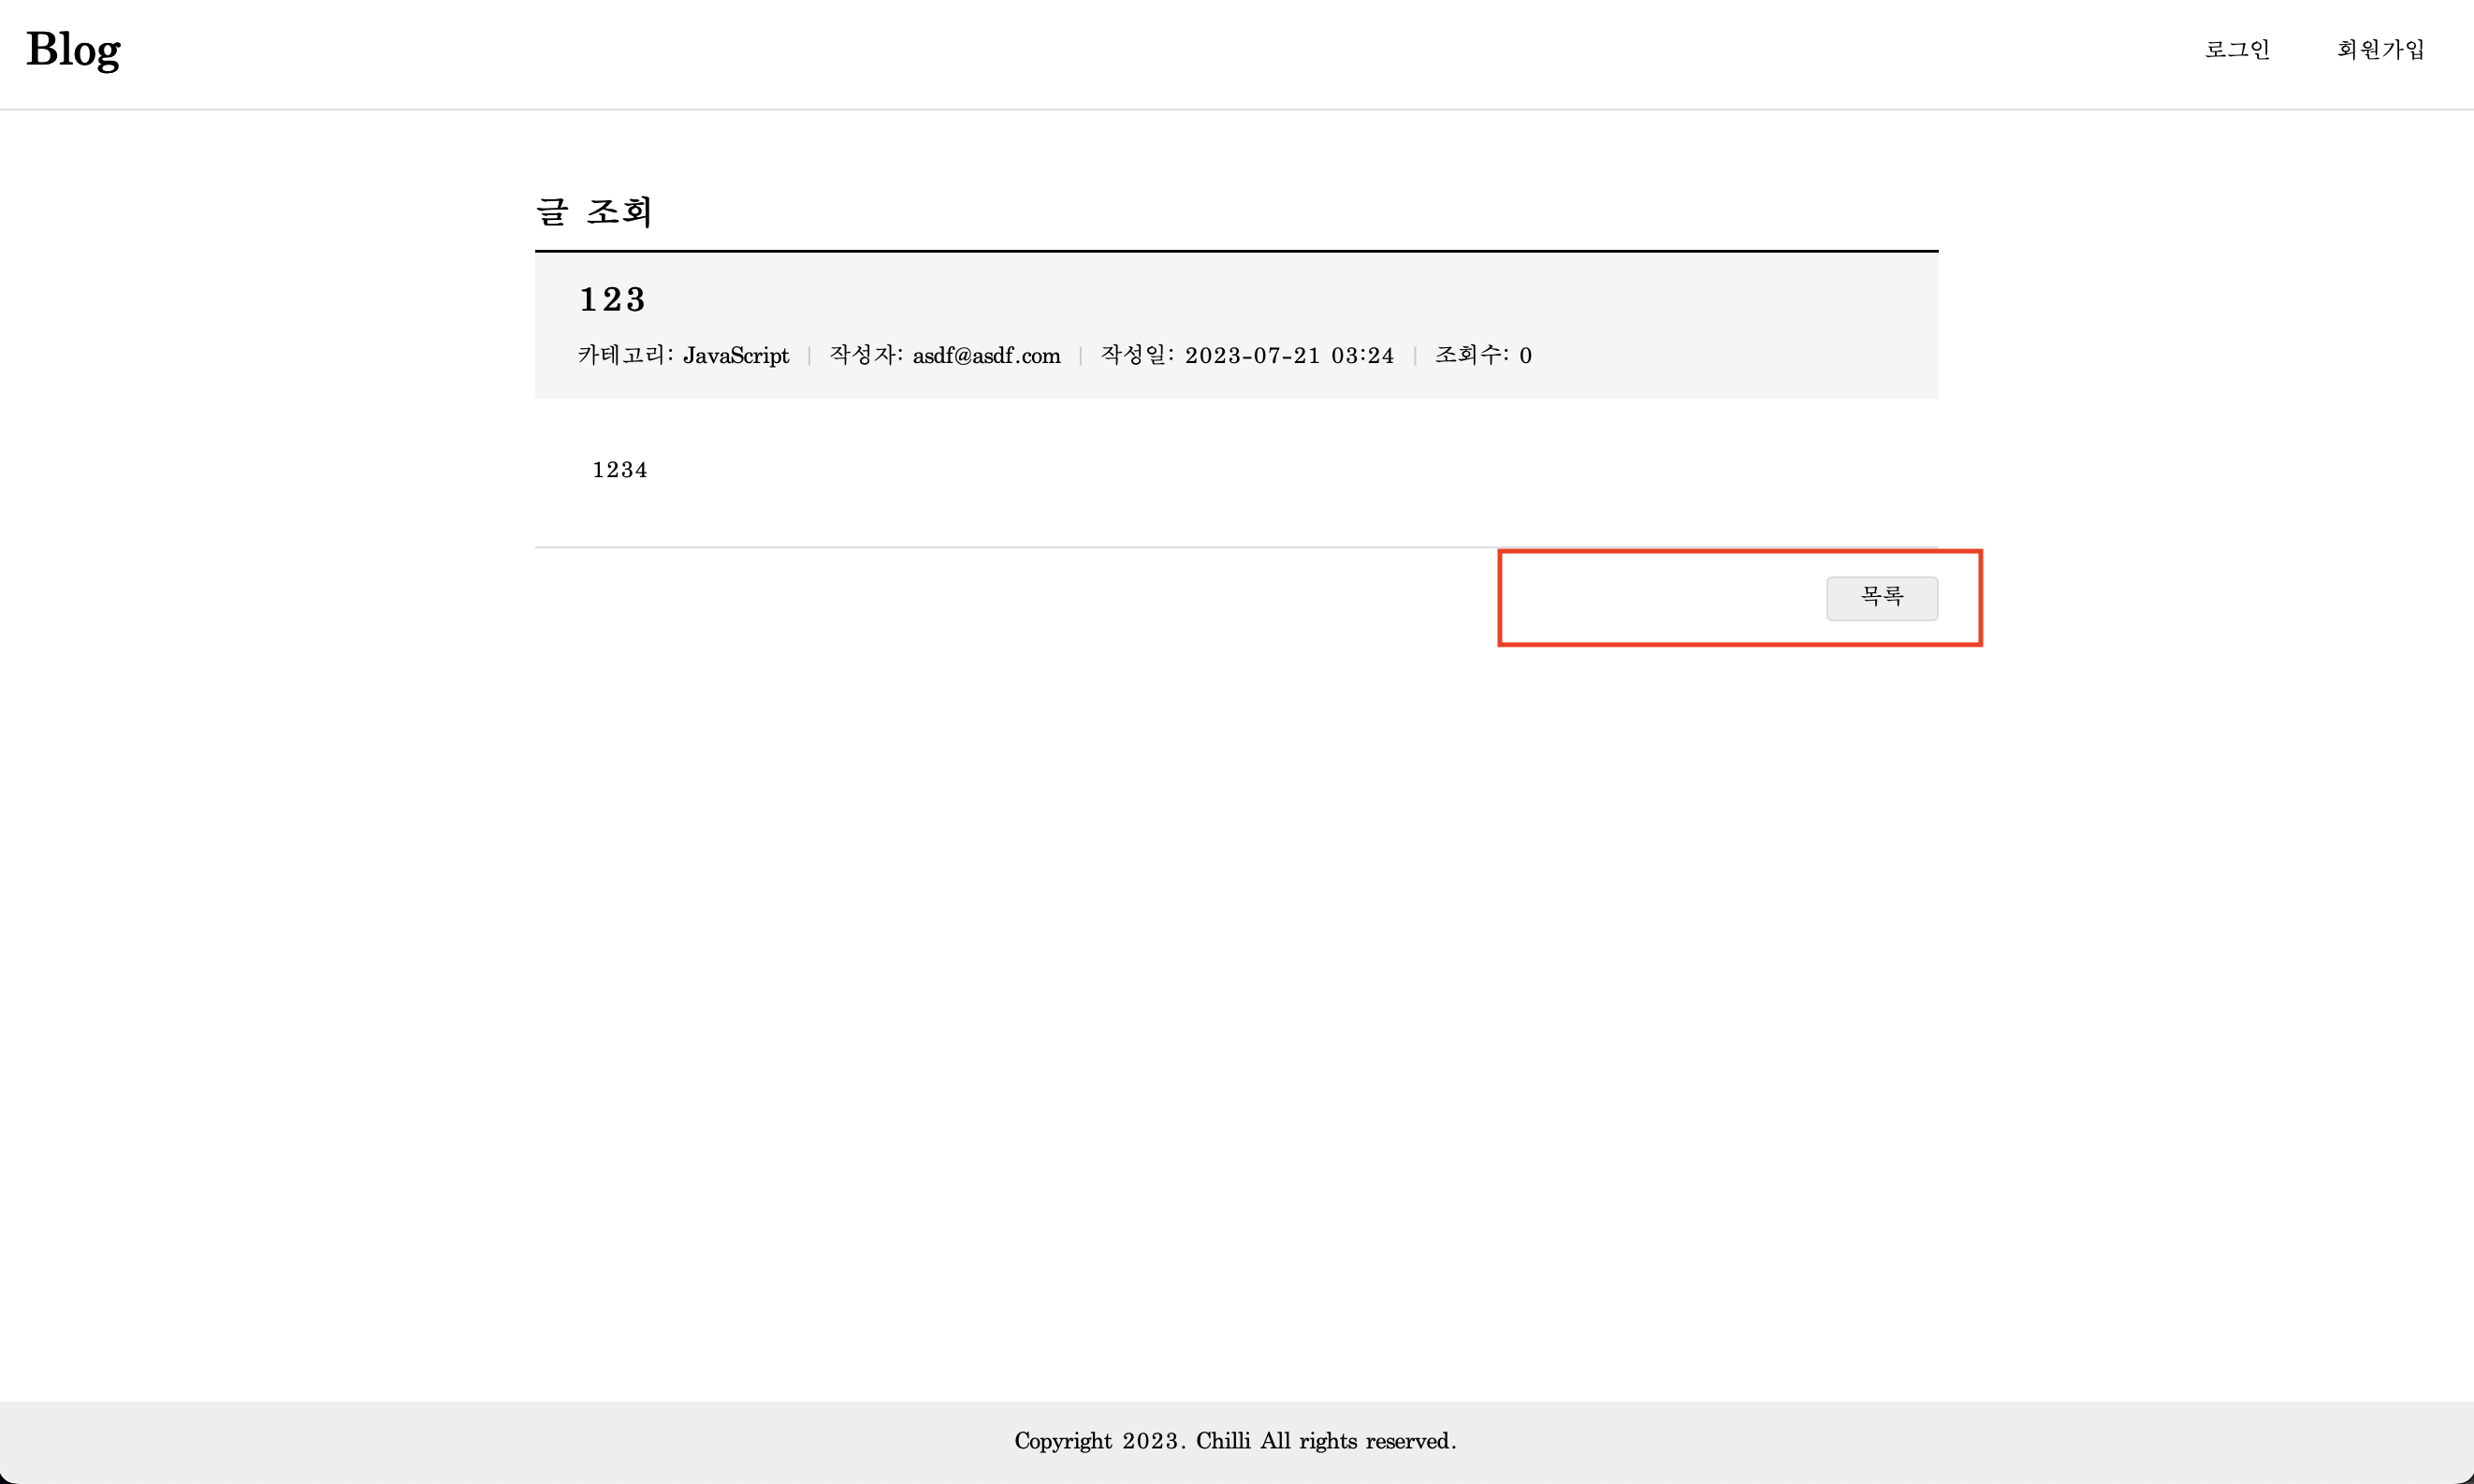 Blog
로그인 회원가입
글 조회
123
카테고리: JavaScript | 작성자: asdf@asdf.com | 작성일: 2023-07-21 03:24 | 조회수: 0
1234
목록
Copyright 2023. Chilli All rights reserved.